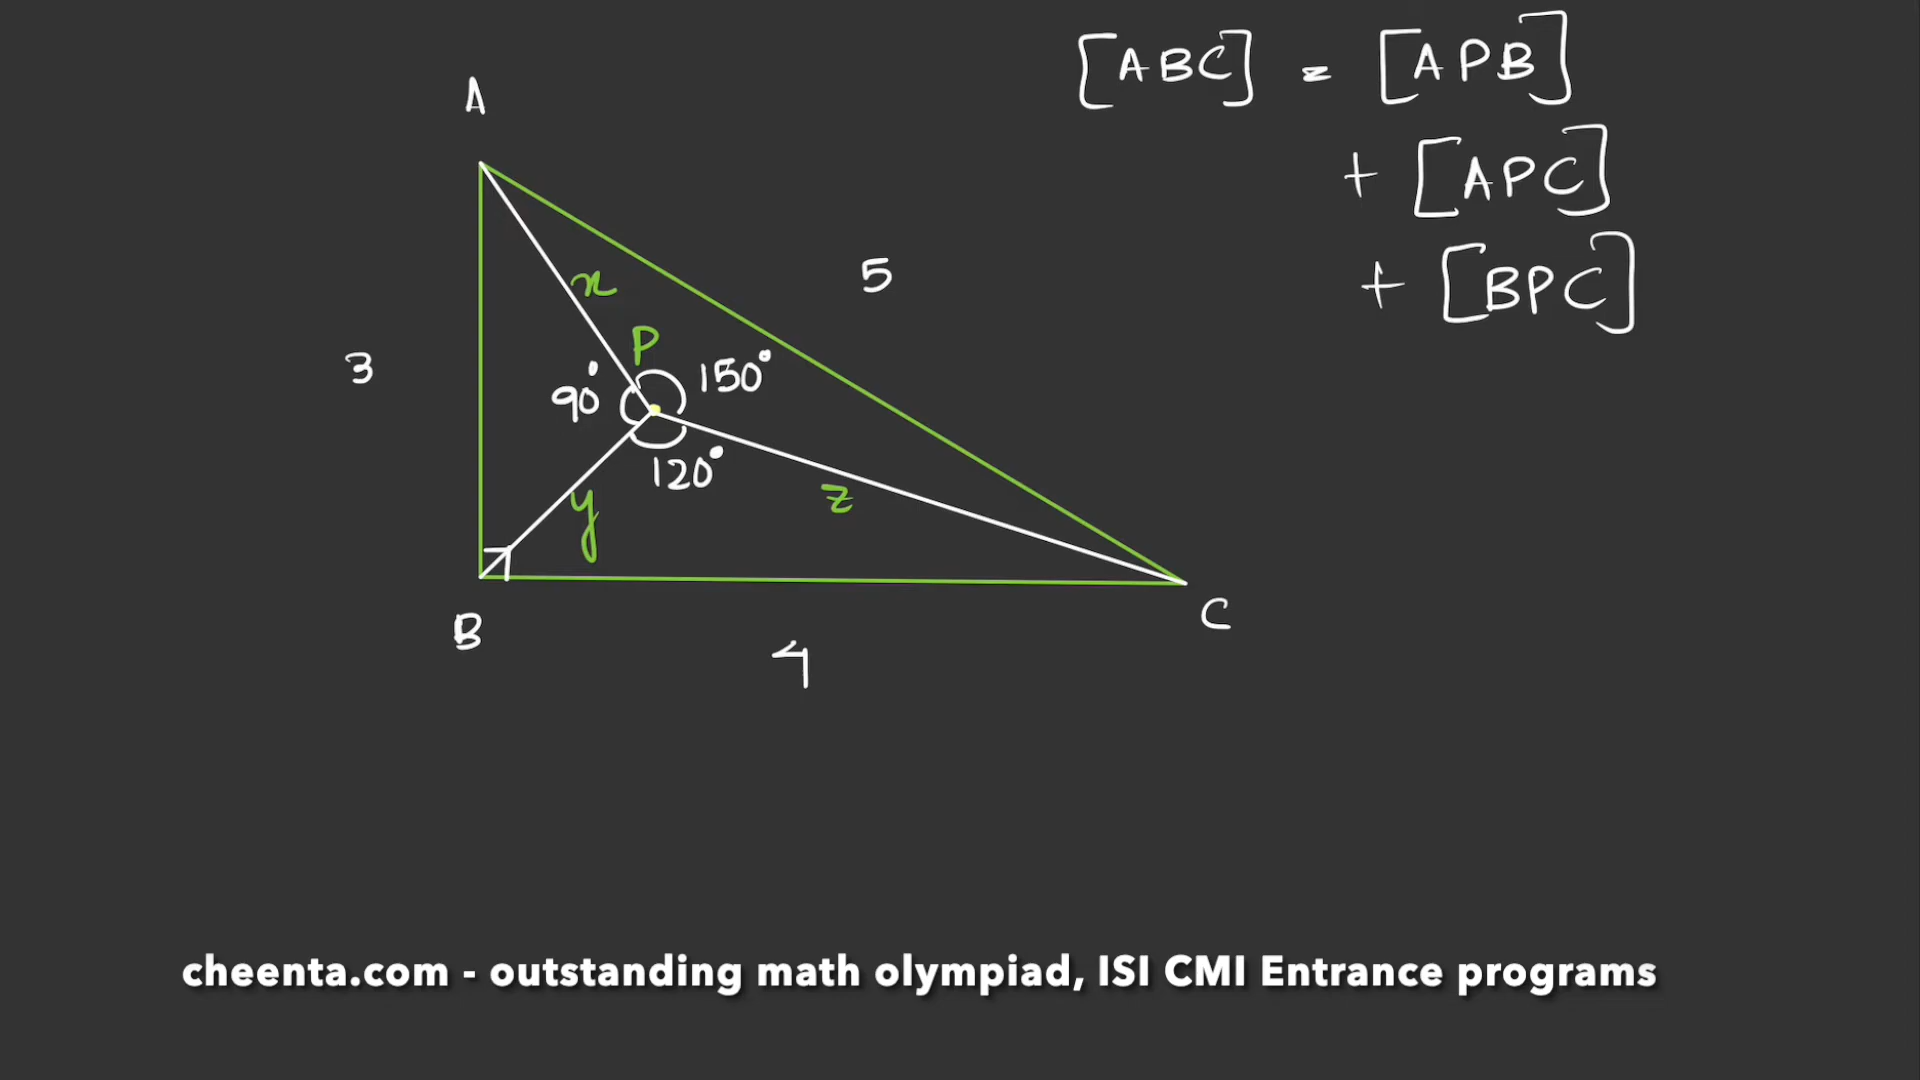 [ABC] = [APB]
+ [APC]
+ [BPC]
A
5
x
3
P
90° 150°
120°
y
z
B
C
4
cheenta.com - outstanding math olympiad, ISI CMI Entrance programs